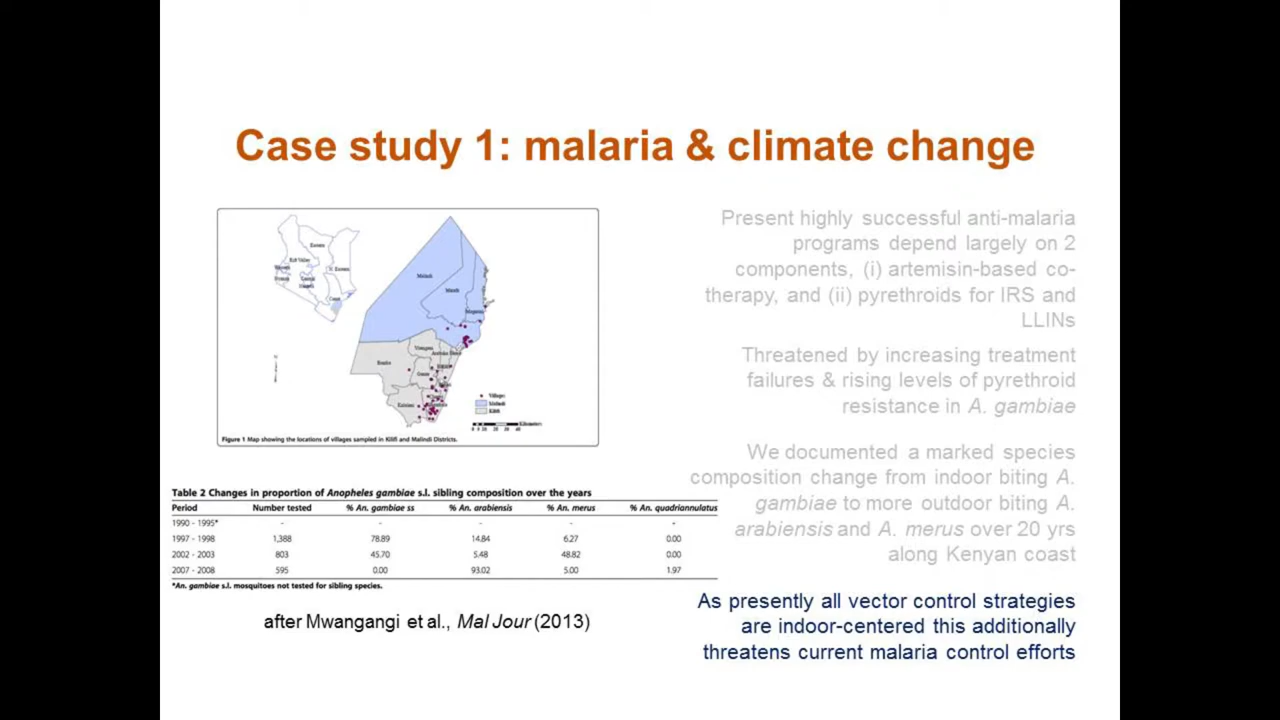 Case study 1: malaria & climate change
Malindi
Kilifi
Figure 1 Map showing the locations of villages sampled in Kilifi and Malindi Districts.
Present highly successful anti-malaria
programs depend largely on 2
components, (i) artemisin-based co-
therapy, and (ii) pyrethroids for IRS and
LLINs
Threatened by increasing treatment
failures & rising levels of pyrethroid
resistance in A. gambiae
We documented a marked species
composition change from indoor biting A.
gambiae to more outdoor biting A.
arabiensis and A. merus over 20 yrs
along Kenyan coast
As presently all vector control strategies
are indoor-centered this additionally
threatens current malaria control efforts
Table 2 Changes in proportion of Anopheles gambiae s.l. sibling composition over the years
Period Number tested % An. gambiae ss % An. arabiensis % An. merus % An. quadriannulatus
1990 - 1995* - - - - -
1997 - 1998 1,388 78.89 14.84 6.27 0.00
2002 - 2003 803 45.70 5.48 48.82 0.00
2007 - 2008 595 0.00 93.02 5.00 1.97
*An. gambiae s.l. mosquitoes not tested for sibling species.
after Mwangangi et al., Mal Jour (2013)